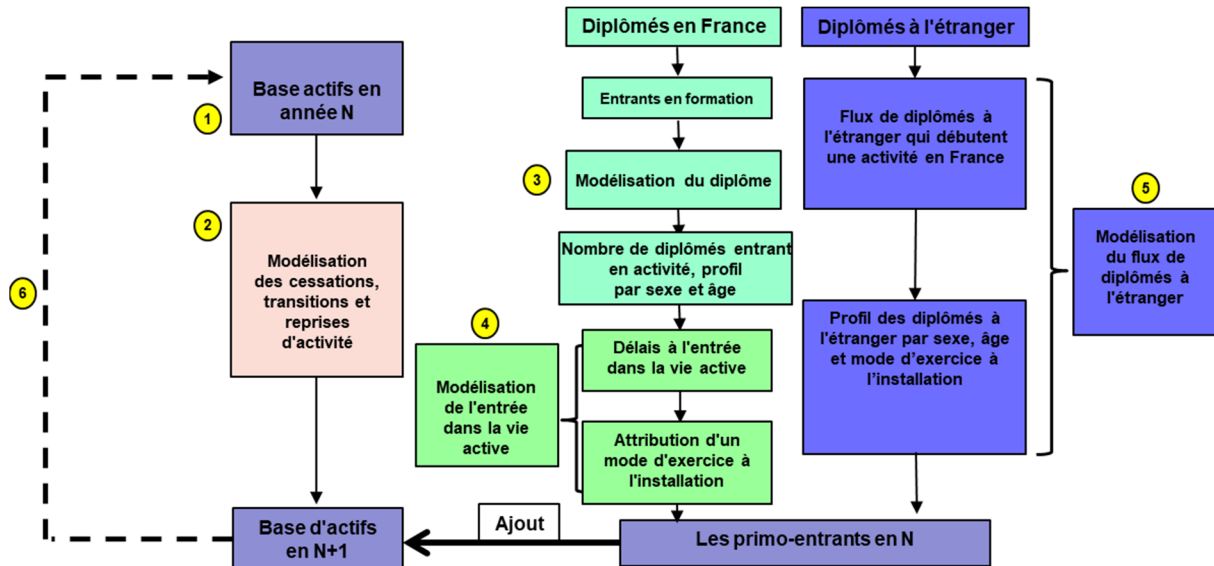 Diplômés en France
Diplômés à l'étranger
Base actifs en
année N
1
Entrants en formation
Flux de diplômés à
l'étranger qui débutent
une activité en France
3
Modélisation du diplôme
5
2
Modélisation
des cessations,
transitions et
reprises
d'activité
Nombre de diplômés entrant
en activité, profil
par sexe et âge
Modélisation
du flux de
diplômés à
l'étranger
6
4
Modélisation
de l'entrée
dans la vie
active
Délais à l'entrée
dans la vie active
Profil des diplômés à
l'étranger par sexe, âge
et mode d’exercice à
l’installation
Attribution d'un
mode d'exercice à
l'installation
Base d'actifs
en N+1
Ajout
Les primo-entrants en N